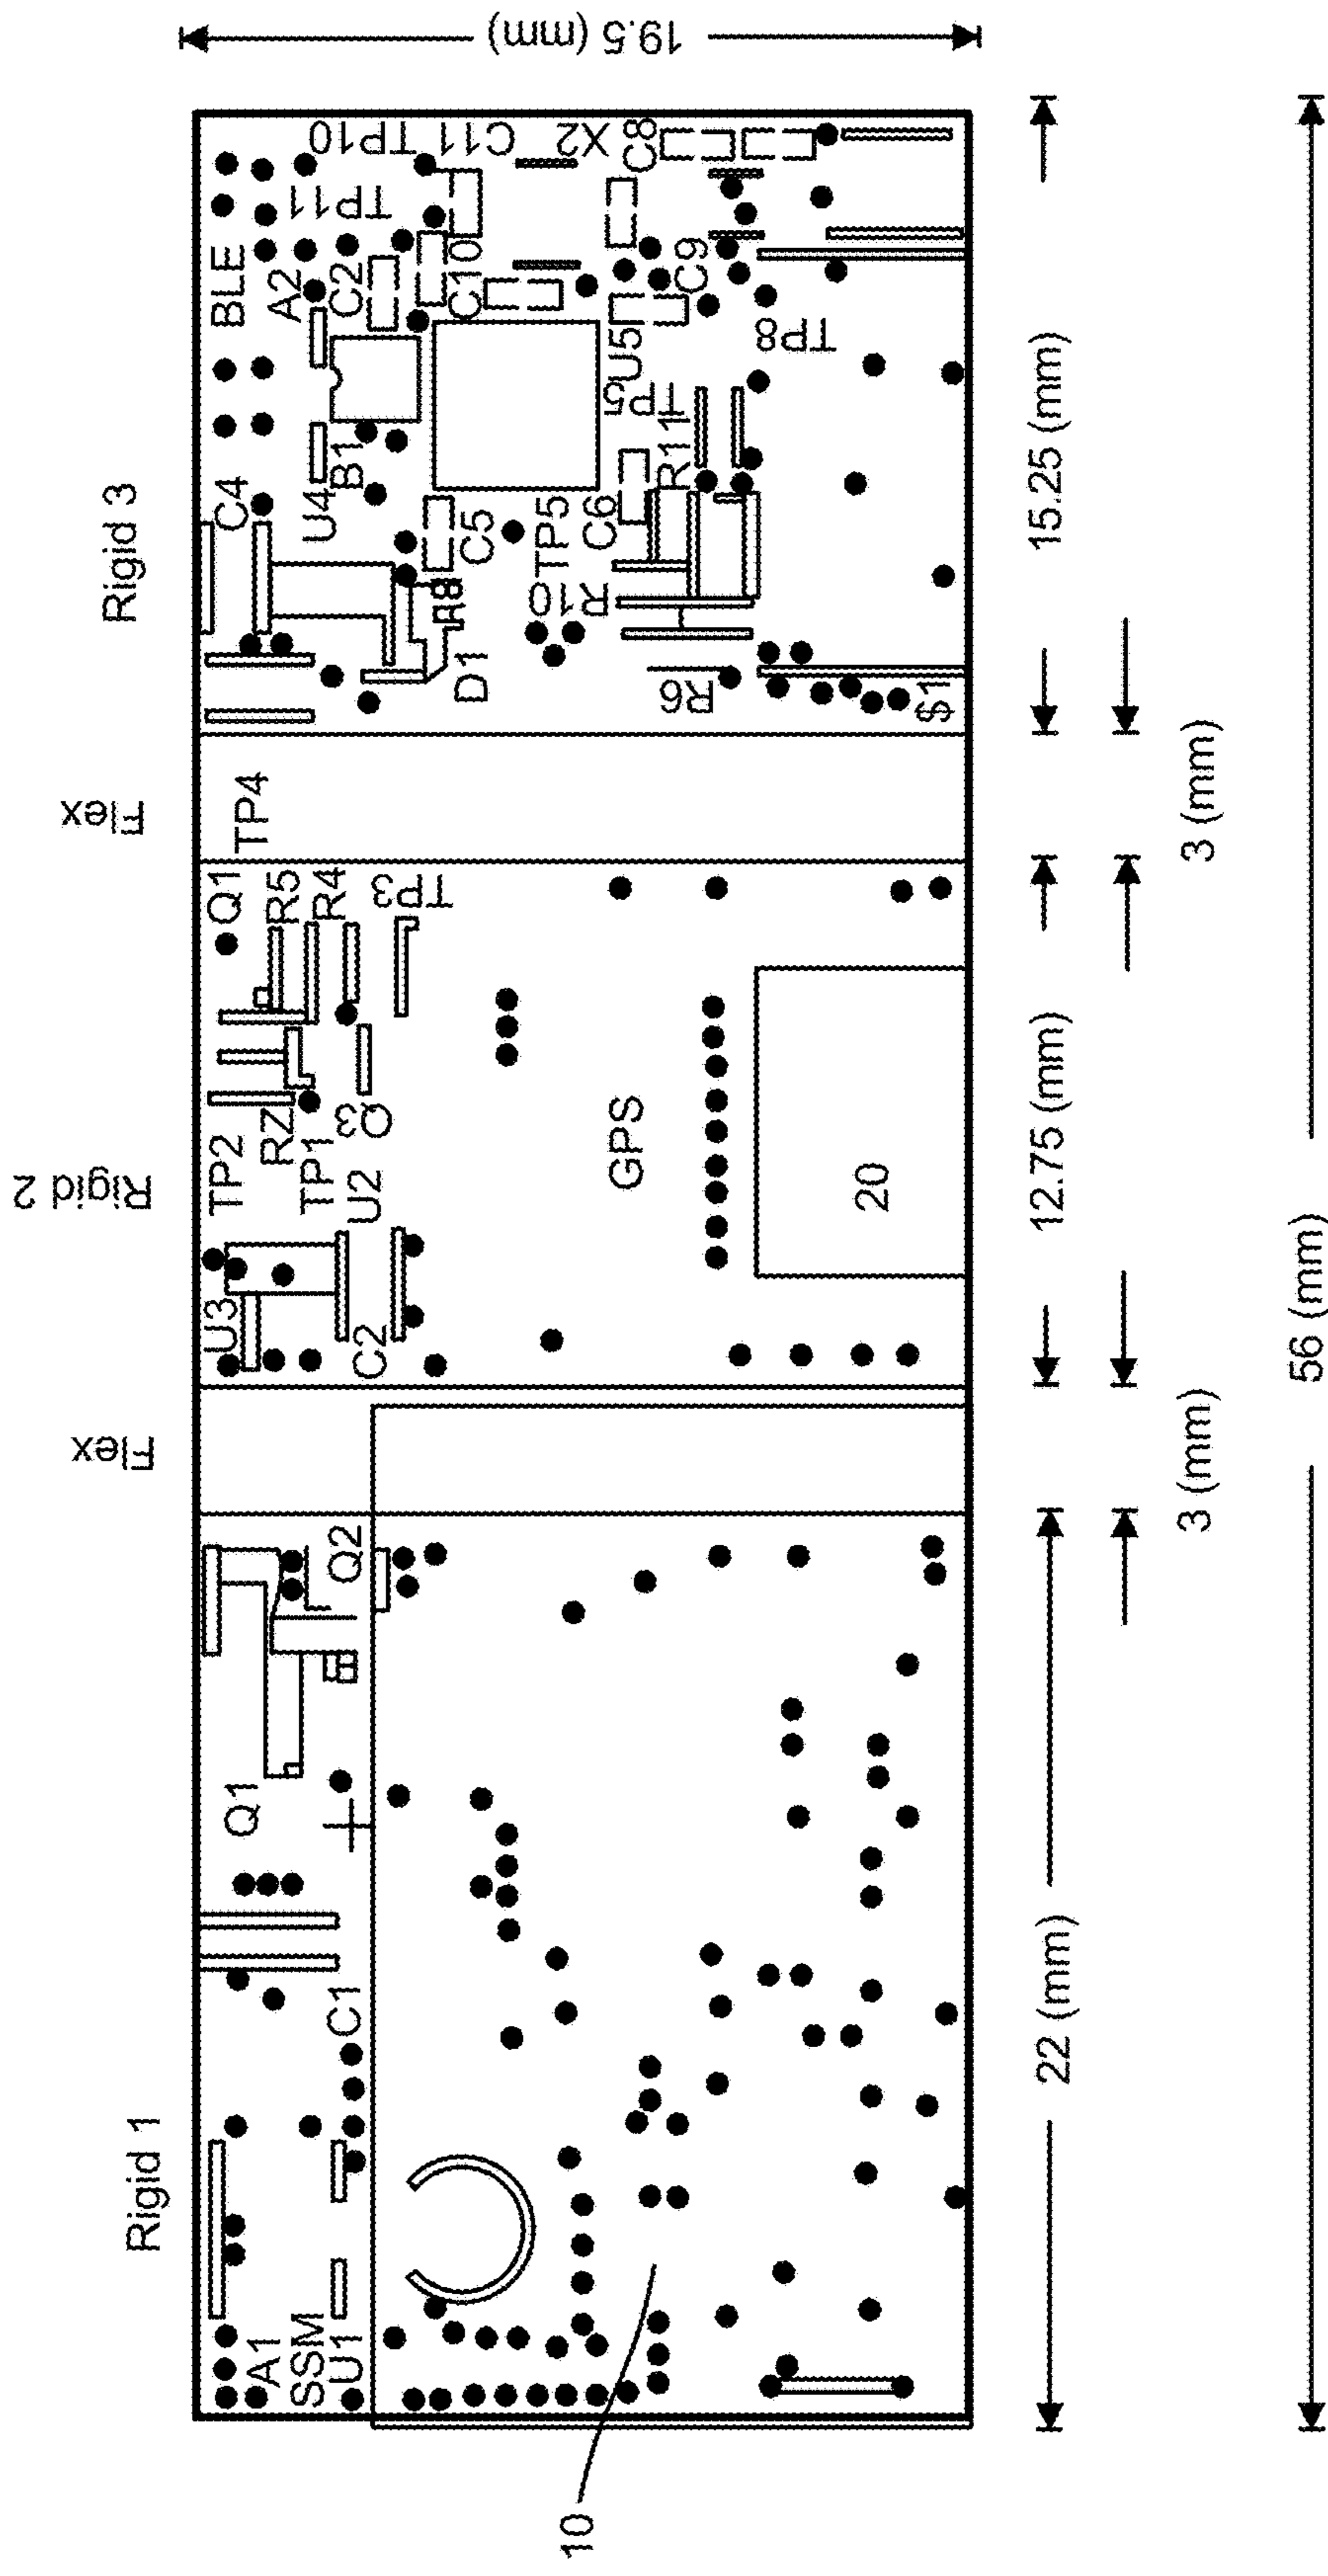 Rigid 1
Rigid 2
Rigid 3
Flex
Flex
A1
SSM
U1
C1
Q1
Q2
10
U3
C2
TP2
RZ
TP1
U2
Q3
Q1
R5
R4
TP3
GPS
20
TP4
C4
U4
B1
BLE
A2
C2
TP11
TP10
C11
X2
C8
C10
C9
U5
TP5
R11
TP8
C5
TP5
C6
R10
R8
D1
R6
$1
19.5 (mm)
22 (mm)
12.75 (mm)
15.25 (mm)
3 (mm)
3 (mm)
56 (mm)